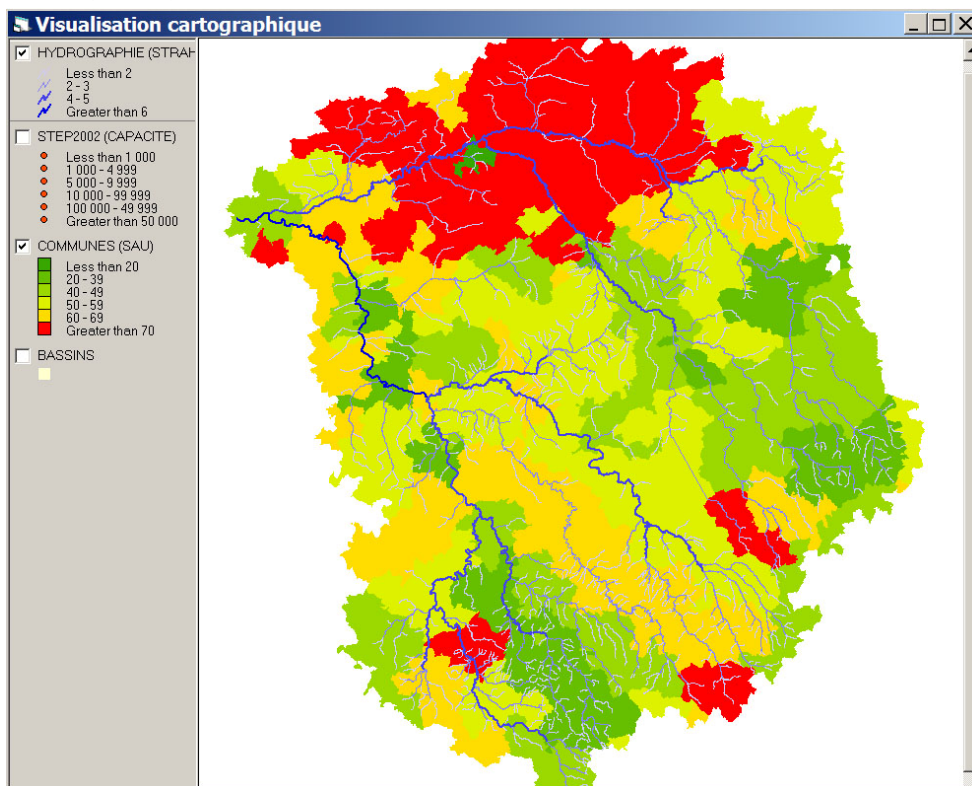 Visualisation cartographique
HYDROGRAPHIE (STRAH
Less than 2
2 - 3
4 - 5
Greater than 6
STEP2002 (CAPACITE)
Less than 1 000
1 000 - 4 999
5 000 - 9 999
10 000 - 99 999
100 000 - 49 999
Greater than 50 000
COMMUNES (SAU)
Less than 20
20 - 39
40 - 49
50 - 59
60 - 69
Greater than 70
BASSINS